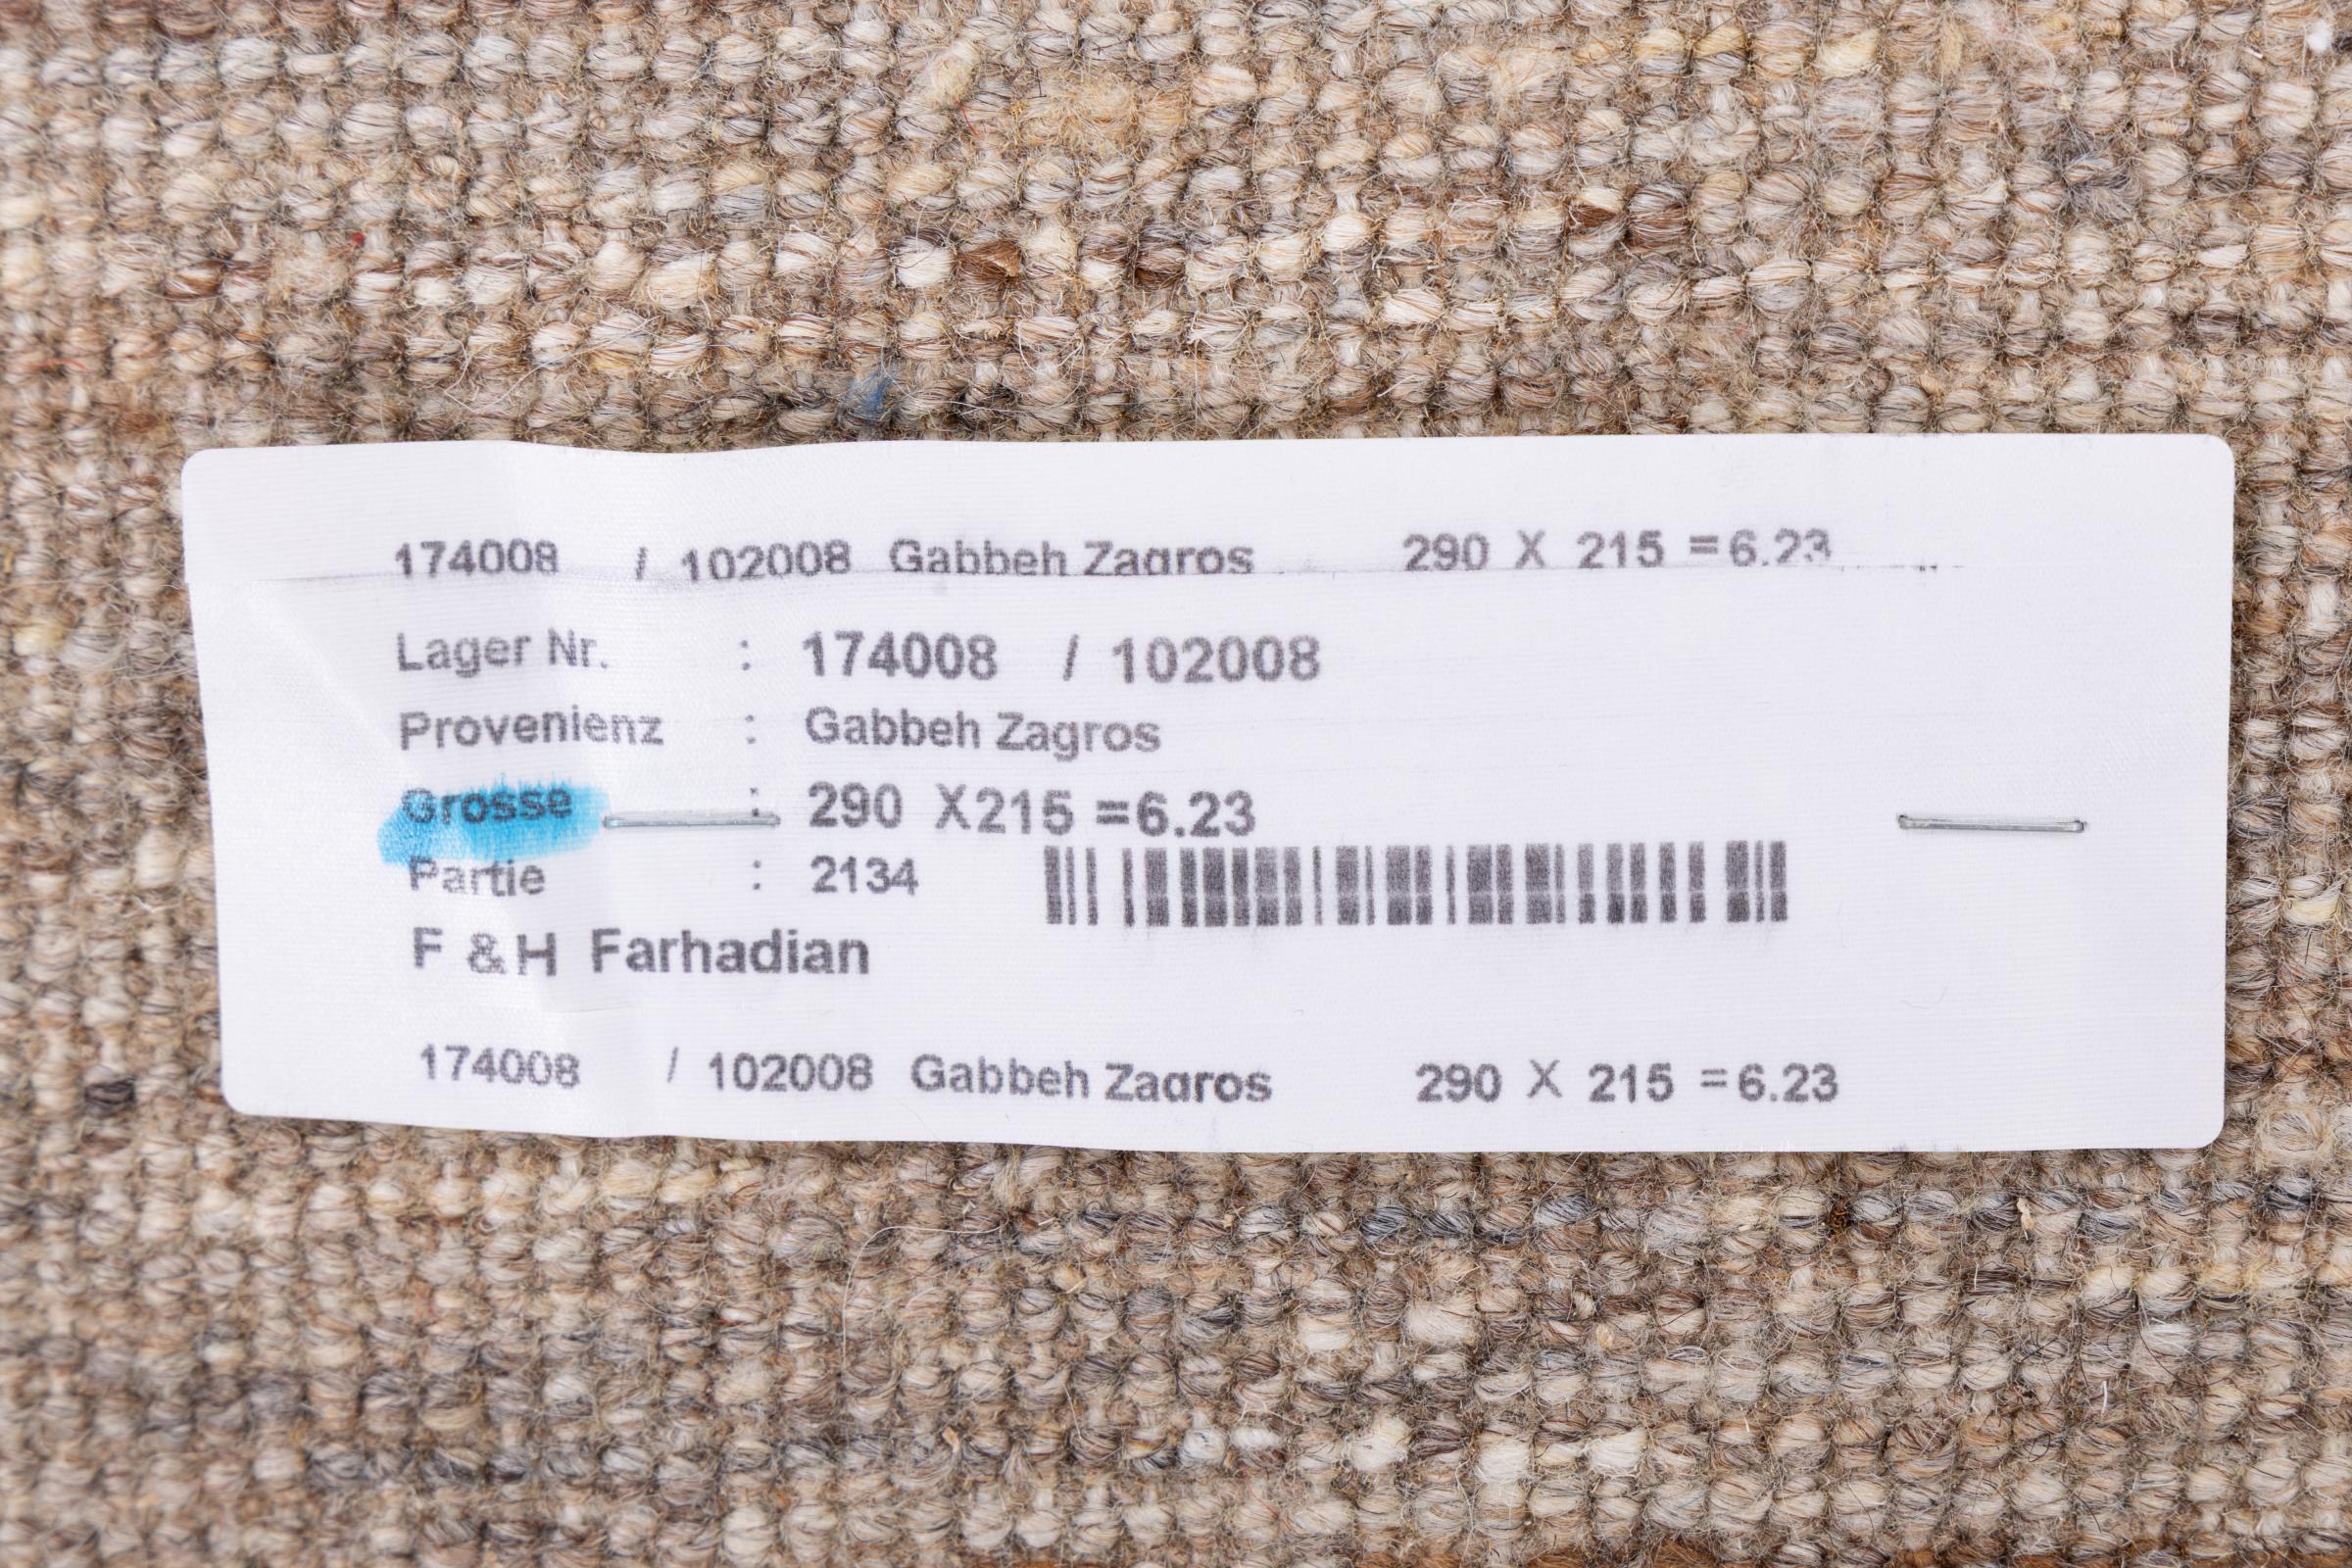 174008 / 102008 Gabbeh Zagros 290 X 215 =6.23
Lager Nr. : 174008 / 102008
Provenienz : Gabbeh Zagros
Grosse : 290 X215 =6.23
Partie : 2134
F & H Farhadian
174008 / 102008 Gabbeh Zagros 290 X 215 =6.23